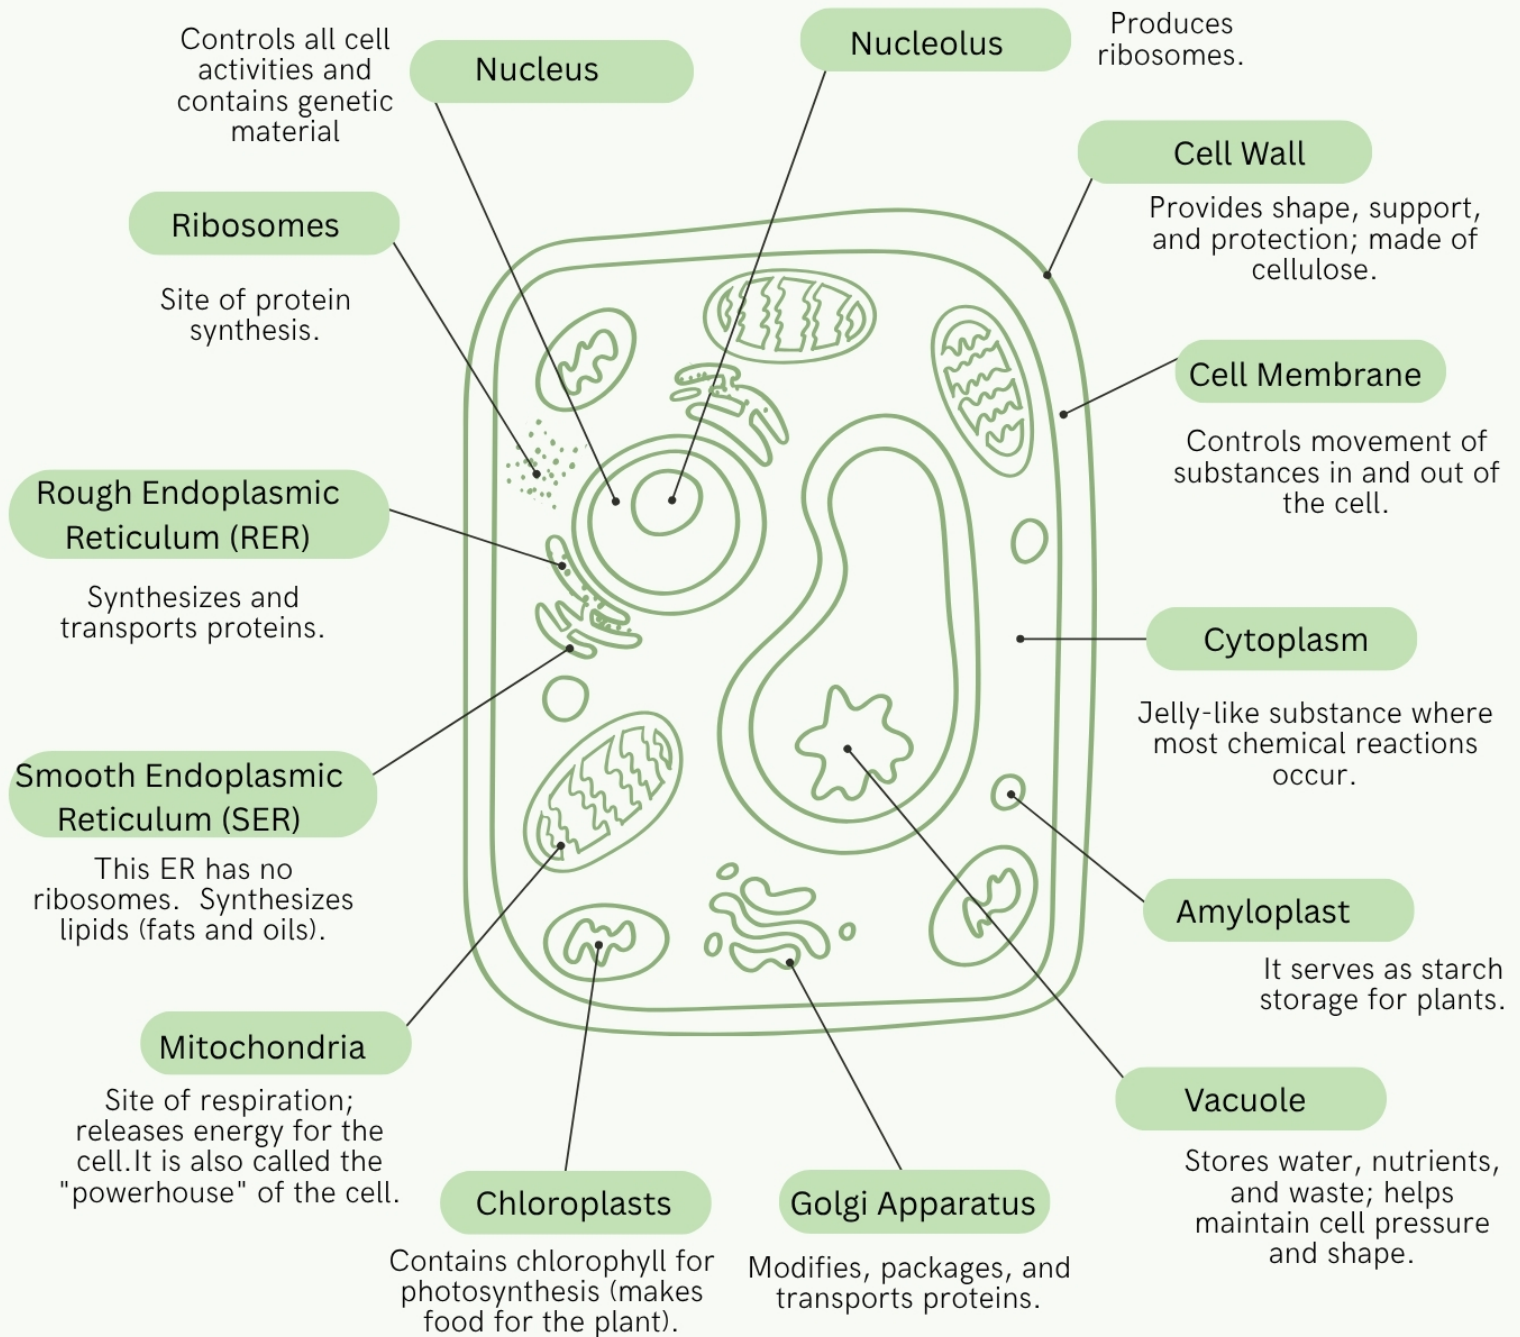 Controls all cell
activities and
contains genetic
material
Nucleus
Nucleolus
Produces
ribosomes.
Cell Wall
Provides shape, support,
and protection; made of
cellulose.
Ribosomes
Site of protein
synthesis.
Cell Membrane
Controls movement of
substances in and out of
the cell.
Rough Endoplasmic
Reticulum (RER)
Synthesizes and
transports proteins.
Cytoplasm
Jelly-like substance where
most chemical reactions
occur.
Smooth Endoplasmic
Reticulum (SER)
This ER has no
ribosomes.  Synthesizes
lipids (fats and oils).
Amyloplast
It serves as starch
storage for plants.
Mitochondria
Site of respiration;
releases energy for the
cell.It is also called the
"powerhouse" of the cell.
Vacuole
Stores water, nutrients,
and waste; helps
maintain cell pressure
and shape.
Chloroplasts
Contains chlorophyll for
photosynthesis (makes
food for the plant).
Golgi Apparatus
Modifies, packages, and
transports proteins.